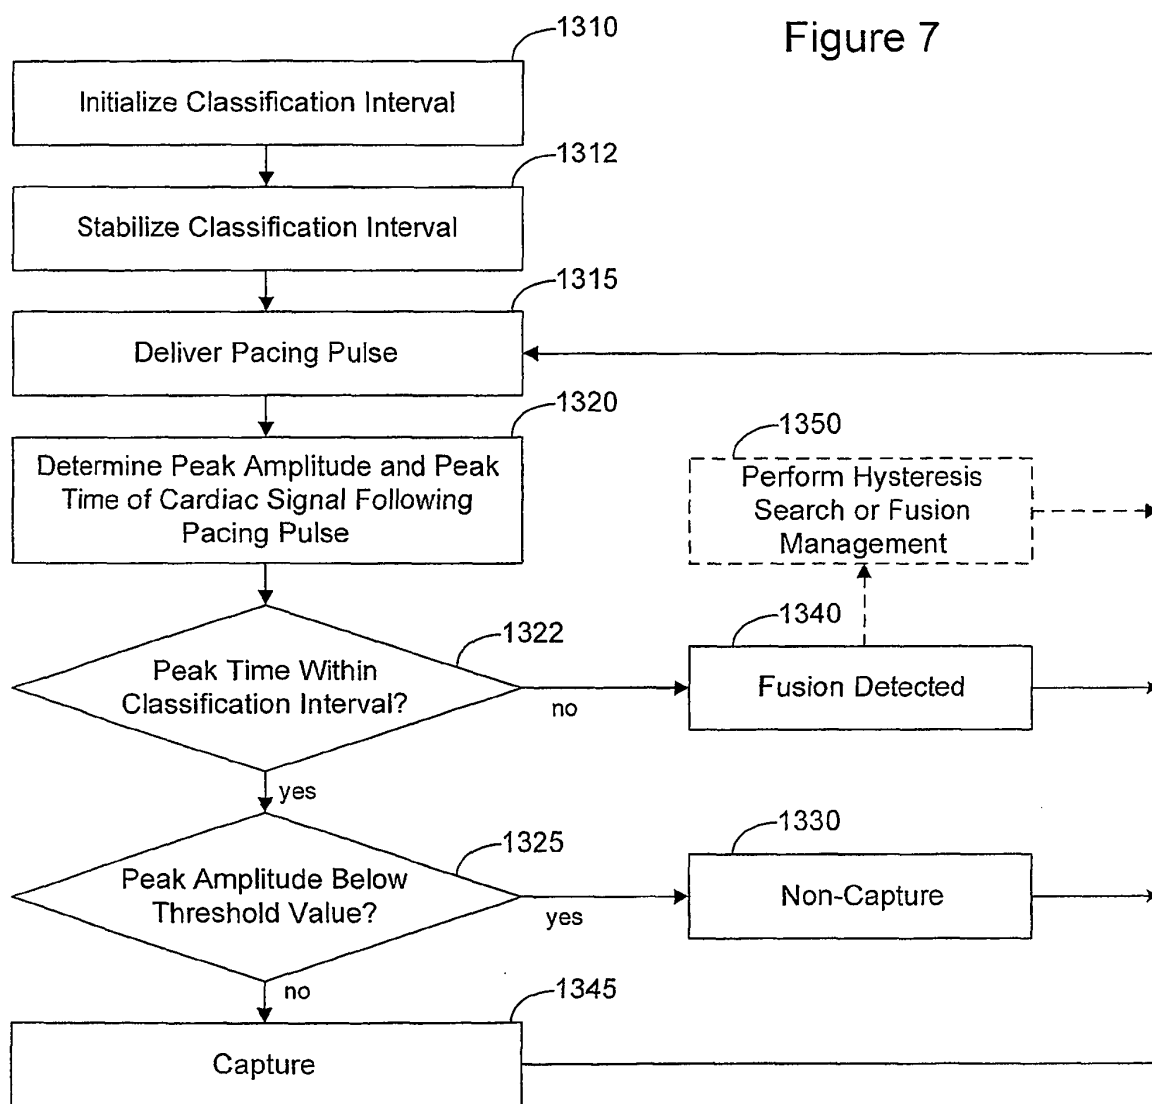 Figure 7
1310
Initialize Classification Interval
1312
Stabilize Classification Interval
1315
Deliver Pacing Pulse
1320
Determine Peak Amplitude and Peak
Time of Cardiac Signal Following
Pacing Pulse
1350
Perform Hysteresis
Search or Fusion
Management
1322
Peak Time Within
Classification Interval?
no
yes
1340
Fusion Detected
1325
Peak Amplitude Below
Threshold Value?
yes
no
1330
Non-Capture
1345
Capture